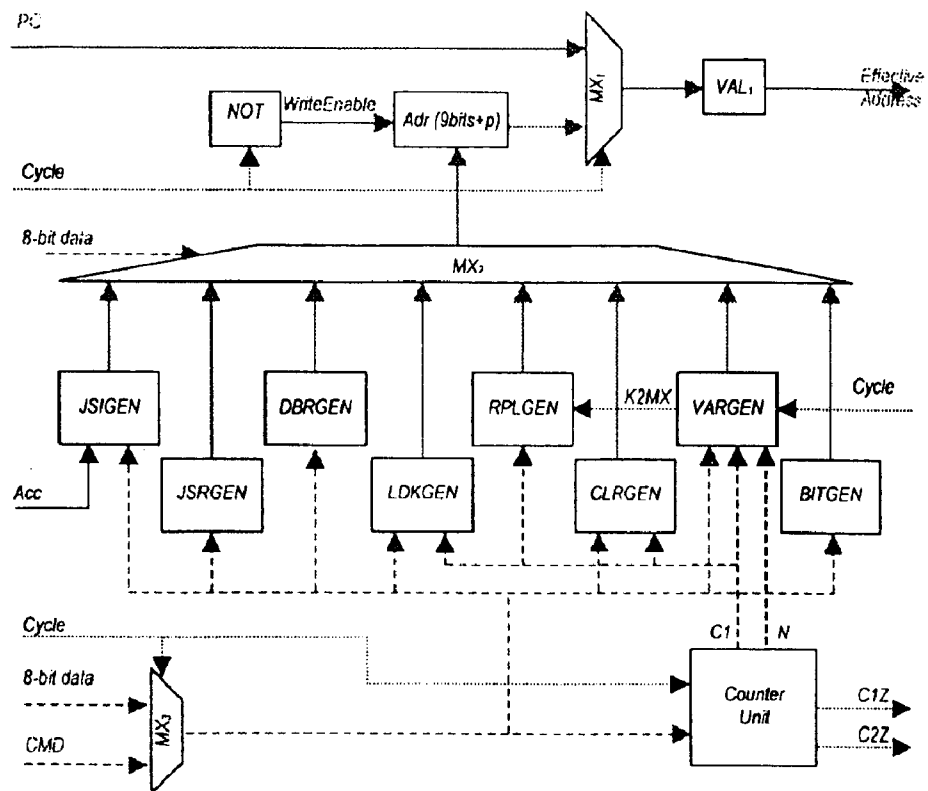 PC
MX₁
VAL₁
Effective
Address
NOT
WriteEnable
Adr (9bits+p)
Cycle
8-bit data
MX₂
JSIGEN
DBRGEN
RPLGEN
K2MX
VARGEN
Cycle
Acc
JSRGEN
LDKGEN
CLRGEN
BITGEN
Cycle
C1
N
8-bit data
MX₃
CMD
Counter
Unit
C1Z
C2Z